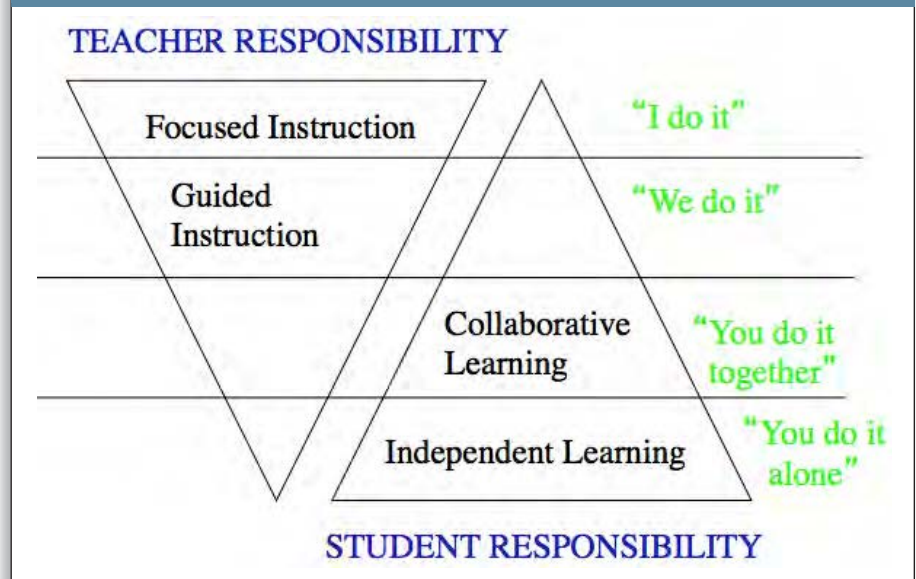 TEACHER RESPONSIBILITY
Focused Instruction
“I do it”
Guided
Instruction
“We do it”
Collaborative
Learning
“You do it
together”
Independent Learning
“You do it
alone”
STUDENT RESPONSIBILITY